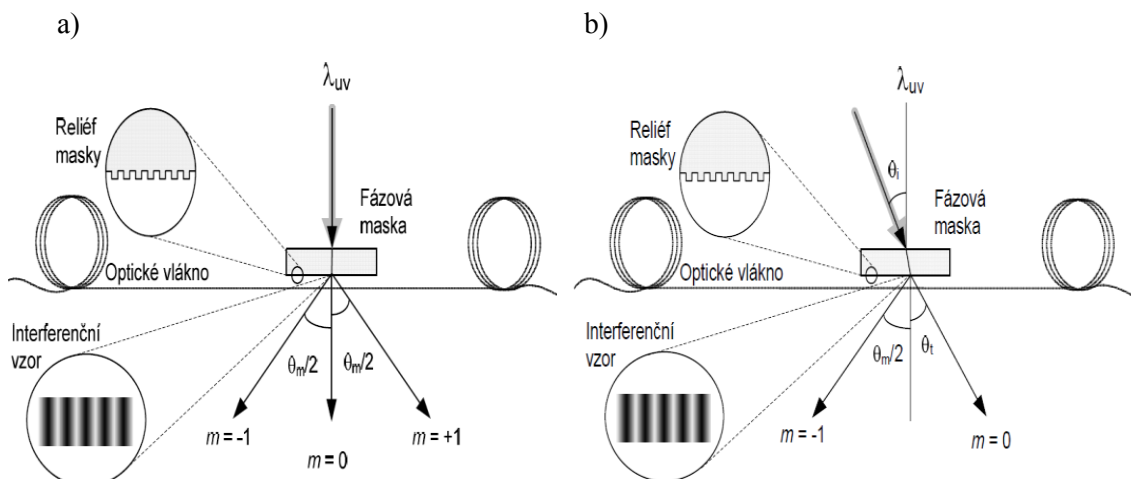 a)
λuv
Reliéf
masky
Fázová
maska
Optické vlákno
Interferenční
vzor
θm/2
θm/2
m = -1
m = 0
m = +1
b)
λuv
Reliéf
masky
θi
Fázová
maska
Optické vlákno
Interferenční
vzor
θm/2
θt
m = -1
m = 0